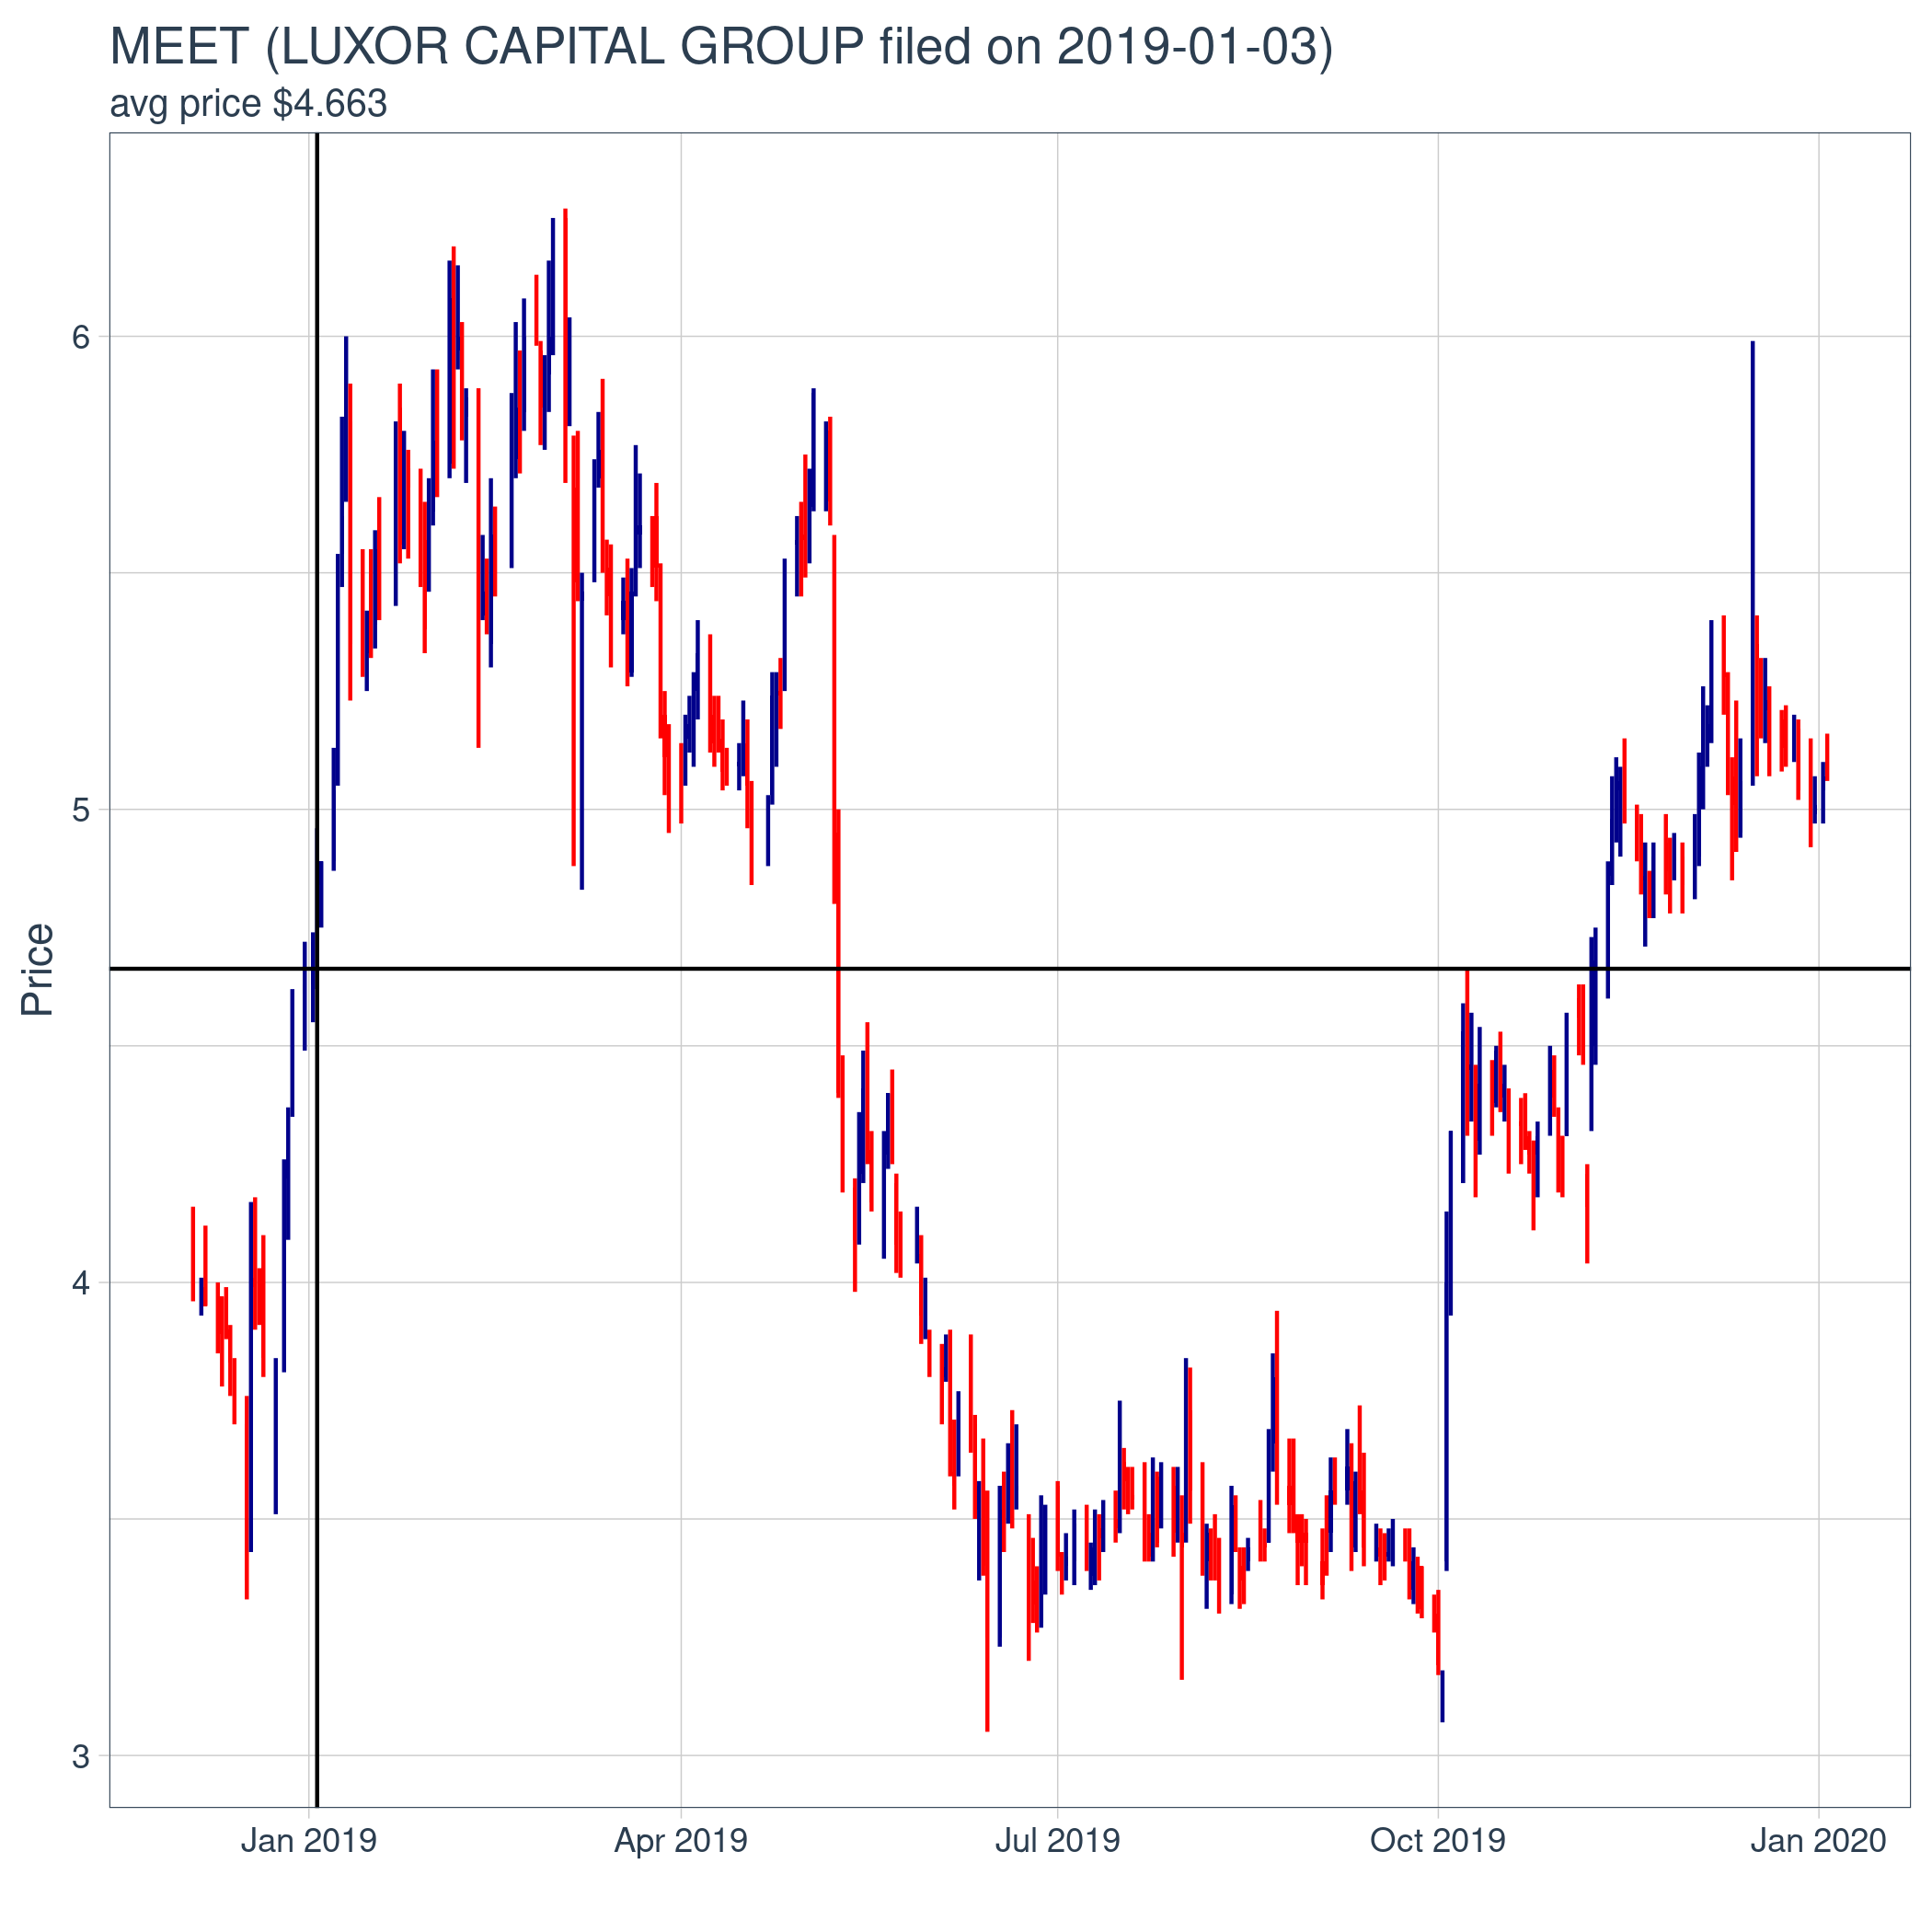 MEET (LUXOR CAPITAL GROUP filed on 2019-01-03)
avg price $4.663
6
5
Price
4
3
Jan 2019
Apr 2019
Jul 2019
Oct 2019
Jan 2020